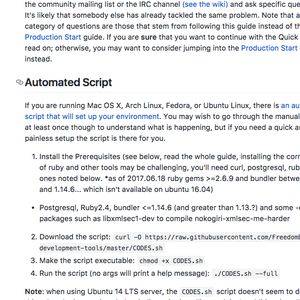 the community mailing list or the IRC channel (see the wiki) and ask specific que
It's likely that somebody else has already tackled the same problem. Note that a
category of questions are those that stem from following this guide instead of th
Production Start guide. If you are sure that you want to continue with the Quick
read on; otherwise, you may want to consider jumping into the Production Start
instead.
Automated Script
If you are running Mac OS X, Arch Linux, Fedora, or Ubuntu Linux, there is an au
script that will set up your environment. You may wish to go through the manual
at least once though to understand what is happening, but if you need a quick ar
painless setup the script is there for you.
1. Install the Prerequisites (see below, read the whole guide, installing the corr
of ruby and other tools may be challenging, you'll need curl, postgresql, ruby
ones noted below. *as of 2017.06.18 ruby gems >=2.6.9 and bundler betwe
and 1.14.6... which isn't available on ubuntu 16.04)
• Postgresql, Ruby2.4, bundler <=1.14.6 (and greater than 1.13.?) and some -c
packages such as libxmlsec1-dev to compile nokogiri-xmlsec-me-harder
2. Download the script: curl -O https://raw.githubusercontent.com/Freedomb
development-tools/master/CODES.sh
3. Make the script executable: chmod +x CODES.sh
4. Run the script (no args will print a help message): ./CODES.sh --full
Note: when using Ubuntu 14 LTS server, the CODES.sh script doesn't seem to d